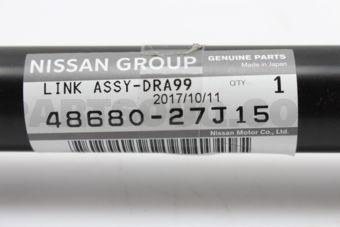 NISSAN GROUP
GENUINE PARTS
Made in Japan
LINK ASSY-DRA99
QTY
1
2017/10/11
48680-27J15
Nissan Motor Co., Ltd.